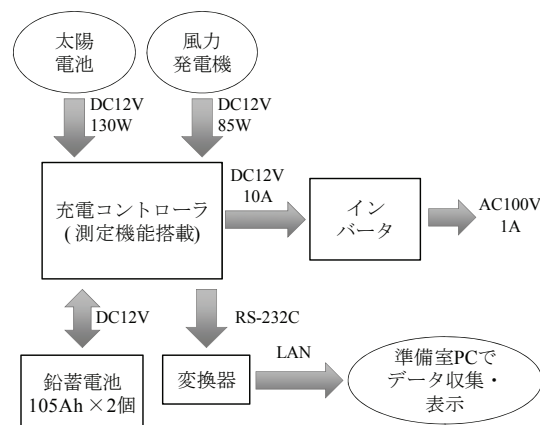 太陽
電池
風力
発電機
DC12V
130W
DC12V
85W
充電コントローラ
(測定機能搭載)
DC12V
10A
イン
バータ
AC100V
1A
DC12V
RS-232C
鉛蓄電池
105Ah×2個
変換器
LAN
準備室PCで
データ収集・
表示